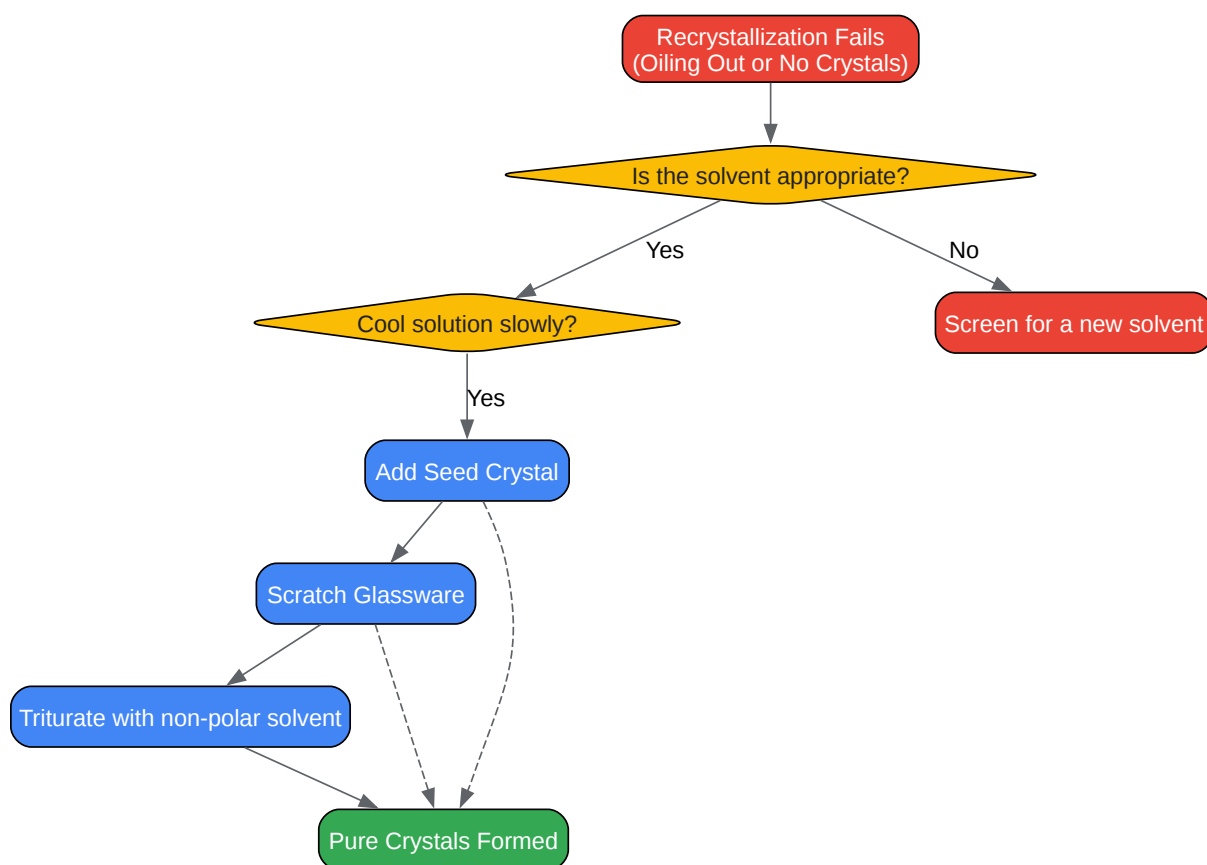 Recrystallization Fails
(Oiling Out or No Crystals)
Is the solvent appropriate?
Yes
No
Cool solution slowly?
Screen for a new solvent
Yes
Add Seed Crystal
Scratch Glassware
Triturate with non-polar solvent
Pure Crystals Formed